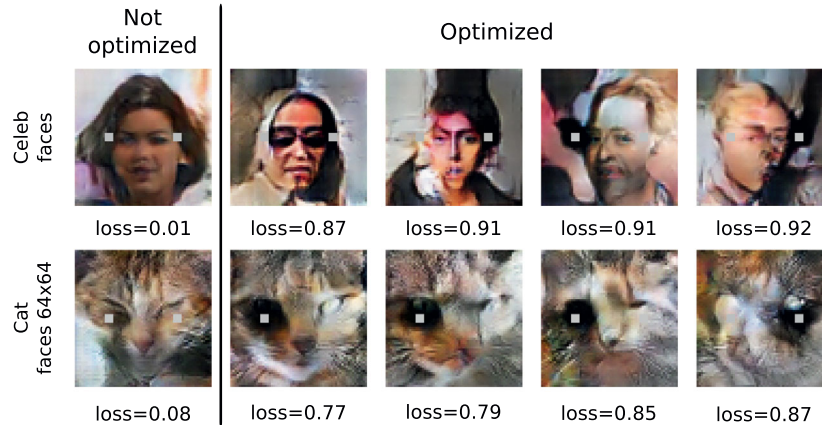 Not
optimized
Optimized
Celeb
faces
loss=0.01
loss=0.87
loss=0.91
loss=0.91
loss=0.92
Cat
faces 64x64
loss=0.08
loss=0.77
loss=0.79
loss=0.85
loss=0.87